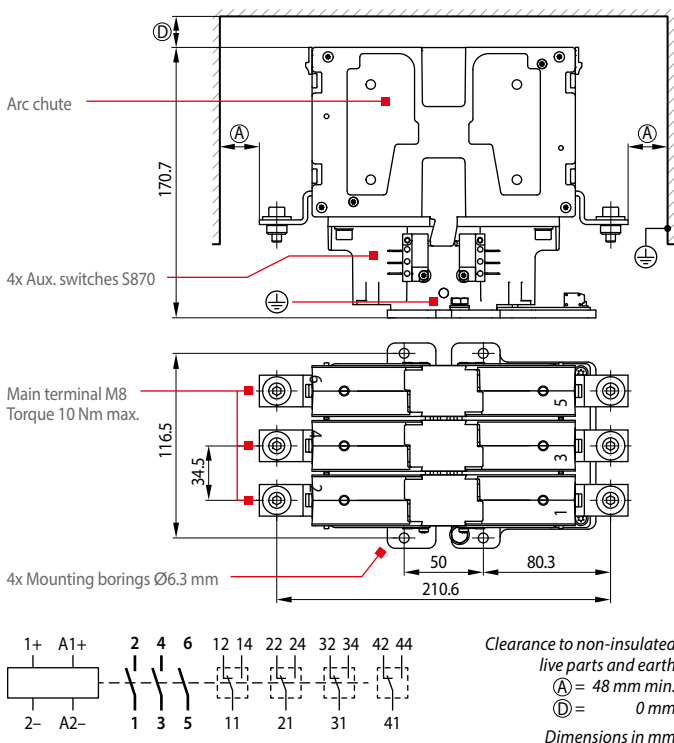 D
Arc chute
A
A
170.7
4x Aux. switches S870
Main terminal M8
Torque 10 Nm max.
116.5
34.5
6
5
4
3
2
1
4x Mounting borings Ø6.3 mm
50
80.3
210.6
1+ A1+ 2 4 6 12 14 22 24 32 34 42 44
2– A2– 1 3 5 11 21 31 41
Clearance to non-insulated
live parts and earth
A = 48 mm min.
D = 0 mm
Dimensions in mm